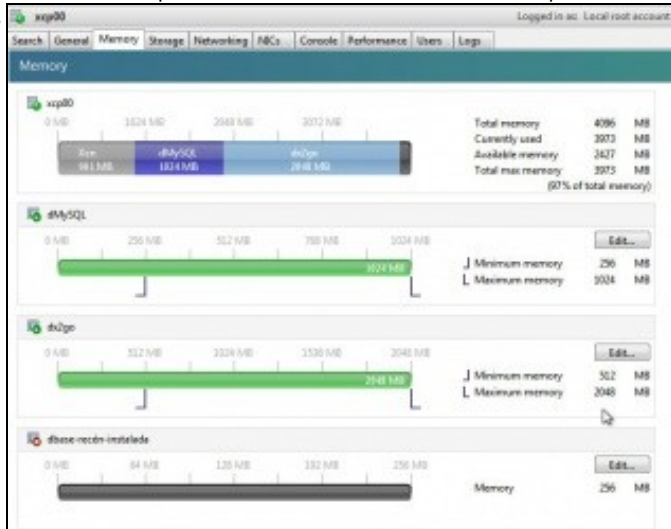 xcp00 Logged in as: Local root account
Search General Memory Storage Networking NICs Console Performance Users Logs
Memory
xcp00
0 MB 1024 MB 2048 MB 3072 MB
Xen dMySQL dx2go
901 MB 1024 MB 2048 MB
Total memory 4096 MB
Currently used 3973 MB
Available memory 2427 MB
Total max memory 3973 MB
(97% of total memory)
dMySQL
0 MB 256 MB 512 MB 768 MB 1024 MB
1024 MB
Edit...
Minimum memory 256 MB
Maximum memory 1024 MB
dx2go
0 MB 512 MB 1024 MB 1536 MB 2048 MB
2048 MB
Edit...
Minimum memory 512 MB
Maximum memory 2048 MB
dbase-recén-instalada
0 MB 64 MB 128 MB 192 MB 256 MB
Edit...
Memory 256 MB